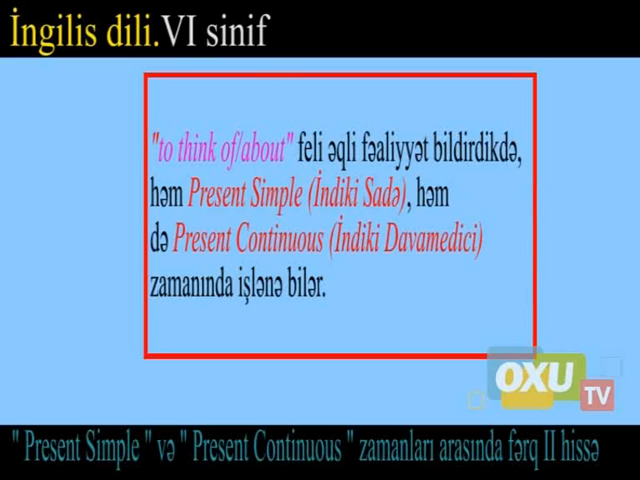 İngilis dili.VI sinif
"to think of/about" feli əqli fəaliyyət bildirdikdə,
həm Present Simple (İndiki Sadə), həm
də Present Continuous (İndiki Davamedici)
zamanında işlənə bilər.
OXU
TV
" Present Simple " və " Present Continuous " zamanları arasında fərq II hissə